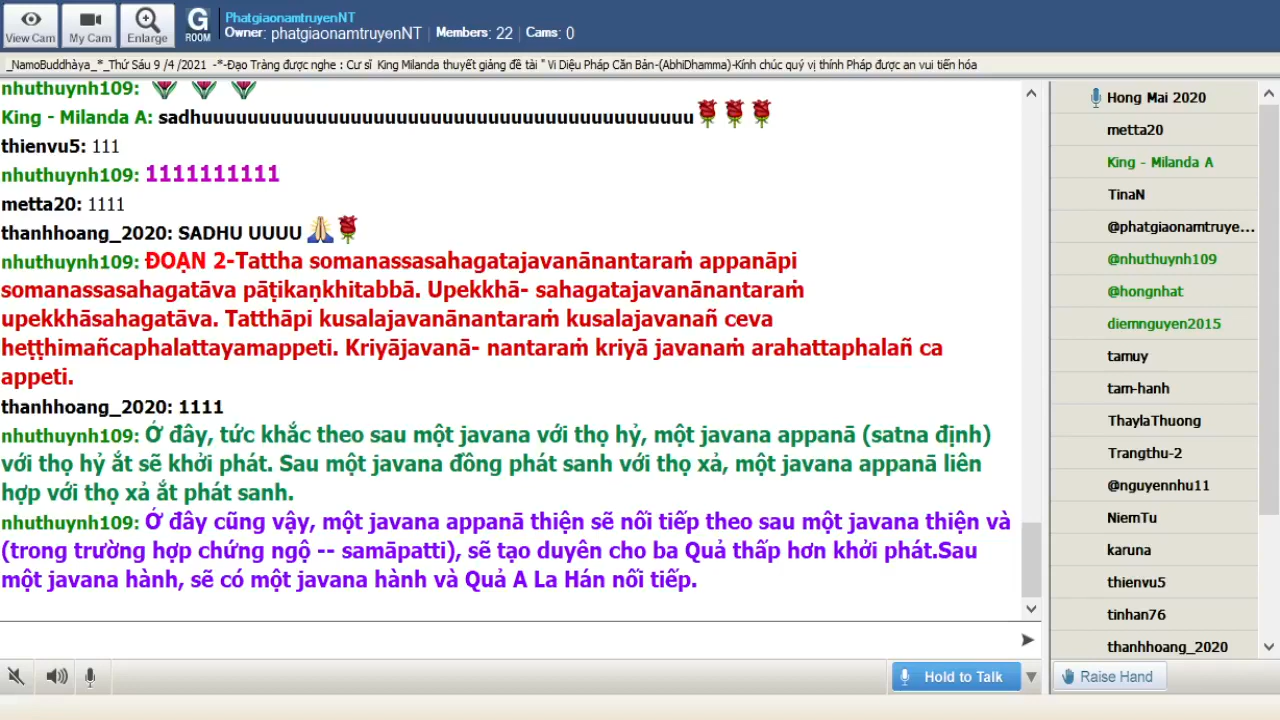 View Cam
My Cam
Enlarge
G
ROOM
PhatgiaonamtruyenNT
Owner: phatgiaonamtruyenNT | Members: 22 | Cams: 0
_NamoBuddhàya_*_Thứ Sáu 9 /4 /2021 -*-Đạo Tràng được nghe : Cư sĩ King Milanda thuyết giảng đề tài " Vi Diệu Pháp Căn Bản-(AbhiDhamma)-Kính chúc quý vị thính Pháp được an vui tiến hóa
nhuthuynh109:
King - Milanda A: sadhuuuuuuuuuuuuuuuuuuuuuuuuuuuuuuuuuuuuuuuuuuu
thienvu5: 111
nhuthuynh109: 1111111111
metta20: 1111
thanhhoang_2020: SADHU UUUU
nhuthuynh109: ĐOẠN 2-Tattha somanassasahagatajavanānantaraṁ appanāpi
somanassasahagatāva pāṭikaṇkhitabbā. Upekkhā- sahagatajavanānantaraṁ
upekkhāsahagatāva. Tatthāpi kusalajavanānantaraṁ kusalajavanañ ceva
heṭṭhimañcaphalattayamappeti. Kriyājavanā- nantaraṁ kriyā javanaṁ arahattaphalañ ca
appeti.
thanhhoang_2020: 1111
nhuthuynh109: Ở đây, tức khắc theo sau một javana với thọ hỷ, một javana appanā (satna định)
với thọ hỷ ắt sẽ khởi phát. Sau một javana đồng phát sanh với thọ xả, một javana appanā liên
hợp với thọ xả ắt phát sanh.
nhuthuynh109: Ở đây cũng vậy, một javana appanā thiện sẽ nối tiếp theo sau một javana thiện và
(trong trường hợp chứng ngộ -- samāpatti), sẽ tạo duyên cho ba Quả thấp hơn khởi phát.Sau
một javana hành, sẽ có một javana hành và Quả A La Hán nối tiếp.
Hong Mai 2020
metta20
King - Milanda A
TinaN
@phatgiaonamtruye...
@nhuthuynh109
@hongnhat
diemnguyen2015
tamuy
tam-hanh
ThaylaThuong
Trangthu-2
@nguyennhu11
NiemTu
karuna
thienvu5
tinhan76
thanhhoang_2020
Hold to Talk
Raise Hand